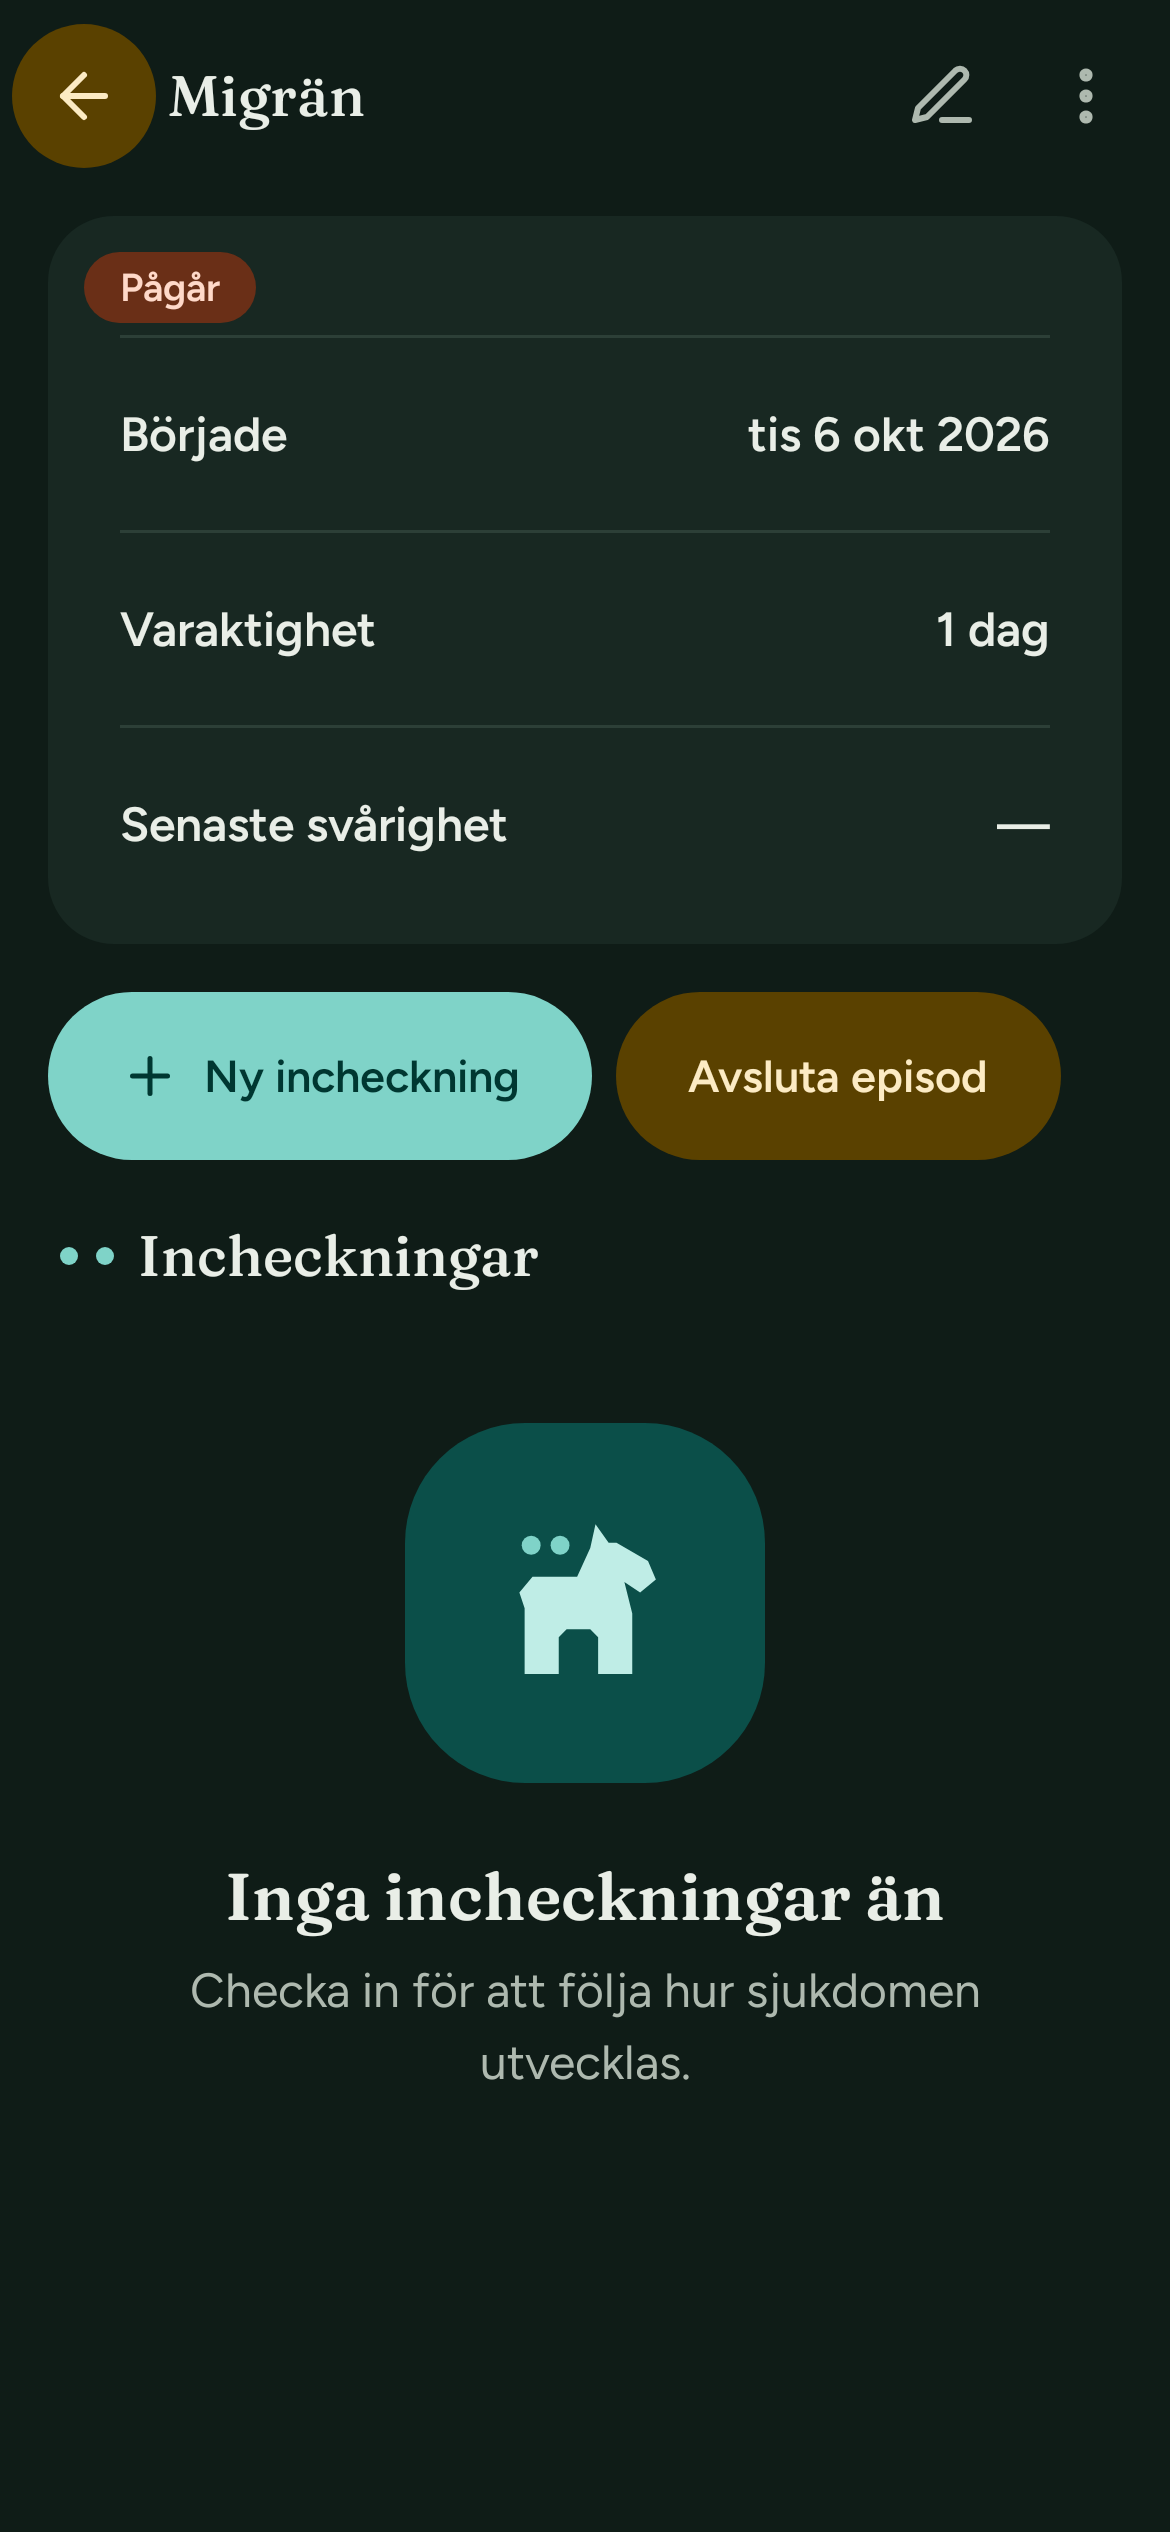 Migrän
Pågår
Började tis 6 okt 2026
Varaktighet 1 dag
Senaste svårighet —
Ny incheckning Avsluta episod
Incheckningar
Inga incheckningar än
Checka in för att följa hur sjukdomen
utvecklas.